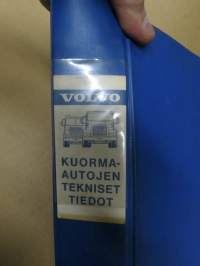 VOLVO
KUORMA-
AUTOJEN
TEKNISET
TIEDOT